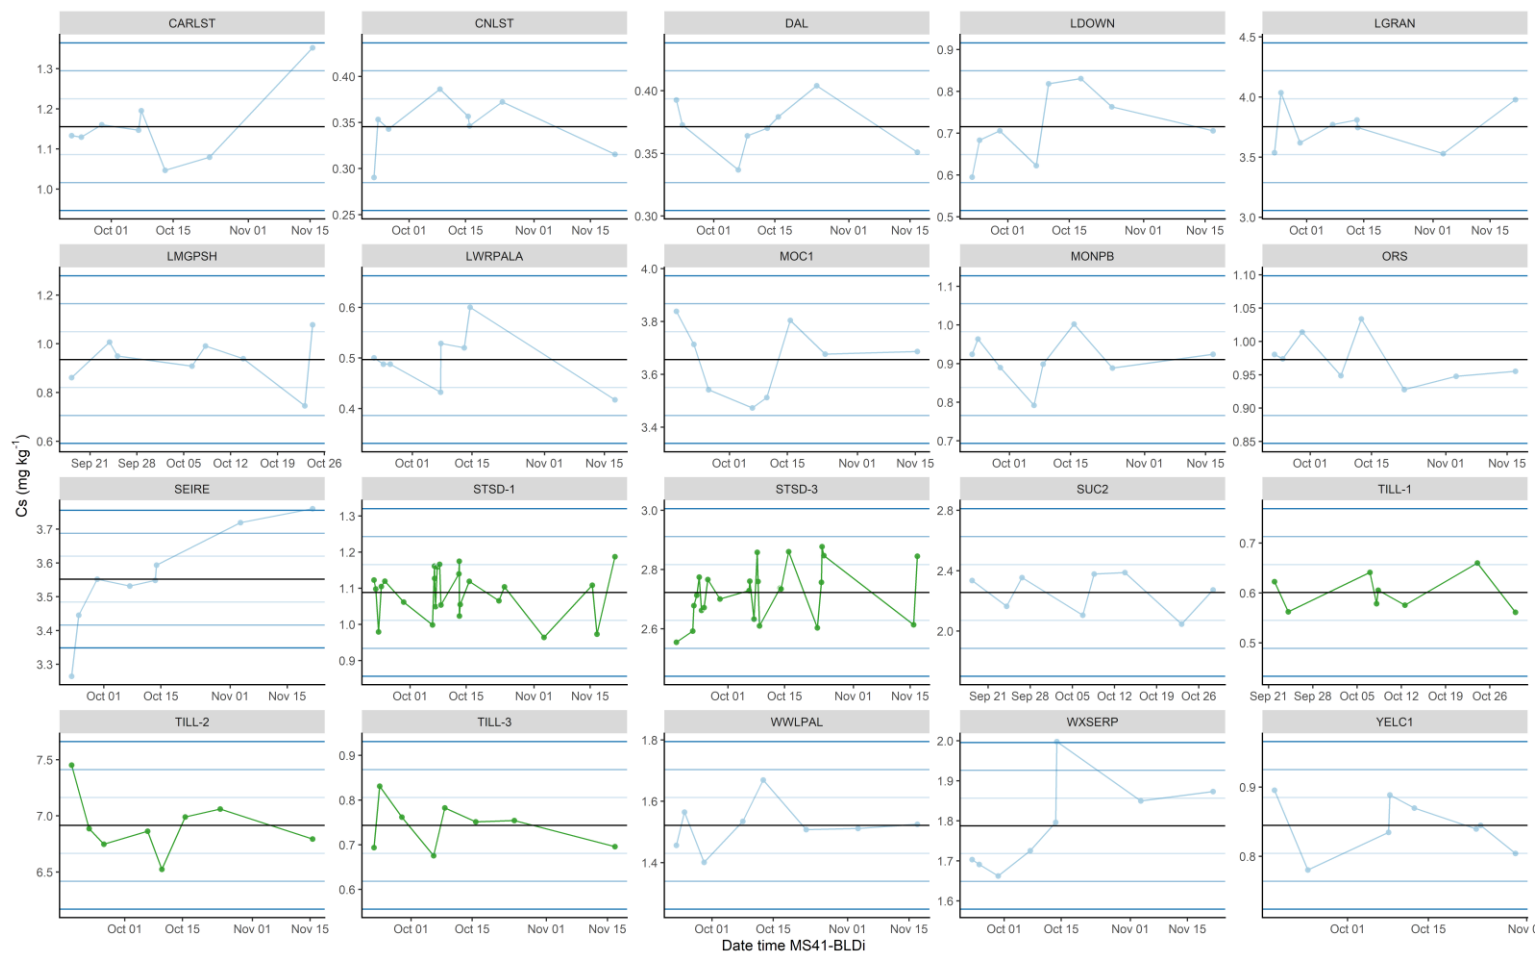 CARLST CNLST DAL LDOWN LGRAN
1.3 1.2 1.1 1.0
0.40 0.35 0.30 0.25
0.40 0.35 0.30
0.9 0.8 0.7 0.6 0.5
4.5 4.0 3.5 3.0
Oct 01 Oct 15 Nov 01 Nov 15 Oct 01 Oct 15 Nov 01 Nov 15 Oct 01 Oct 15 Nov 01 Nov 15 Oct 01 Oct 15 Nov 01 Nov 15 Oct 01 Oct 15 Nov 01 Nov 15
LMGPSH LWRPALA MOC1 MONPB ORS
1.2 1.0 0.8 0.6
0.6 0.5 0.4
4.0 3.8 3.6 3.4
1.1 1.0 0.9 0.8 0.7
1.10 1.05 1.00 0.95 0.90 0.85
Sep 21 Sep 28 Oct 05 Oct 12 Oct 19 Oct 26 Oct 01 Oct 15 Nov 01 Nov 15 Oct 01 Oct 15 Nov 01 Nov 15 Oct 01 Oct 15 Nov 01 Nov 15 Oct 01 Oct 15 Nov 01 Nov 15
Cs (mg kg⁻¹)
SEIRE STSD-1 STSD-3 SUC2 TILL-1
3.7 3.6 3.5 3.4 3.3
1.3 1.2 1.1 1.0 0.9
3.0 2.8 2.6
2.8 2.4 2.0
0.7 0.6 0.5
Oct 01 Oct 15 Nov 01 Nov 15 Oct 01 Oct 15 Nov 01 Nov 15 Oct 01 Oct 15 Nov 01 Nov 15 Sep 21 Sep 28 Oct 05 Oct 12 Oct 19 Oct 26 Sep 21 Sep 28 Oct 05 Oct 12 Oct 19 Oct 26
TILL-2 TILL-3 WWLPAL WXSERP YELC1
7.5 7.0 6.5
0.9 0.8 0.7 0.6
1.8 1.6 1.4
2.0 1.9 1.8 1.7 1.6
0.9 0.8
Oct 01 Oct 15 Nov 01 Nov 15 Oct 01 Oct 15 Nov 01 Nov 15 Oct 01 Oct 15 Nov 01 Nov 15 Oct 01 Oct 15 Nov 01 Nov 15 Oct 01 Oct 15 Nov 0
Date time MS41-BLDi